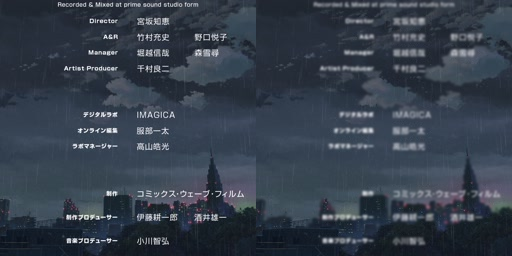 Recorded & Mixed at prime sound studio form
Director 宮坂知恵
A&R 竹村充史 野口悦子
Manager 堀越信哉 森雪尋
Artist Producer 千村良二
デジタルラボ IMAGICA
オンライン編集 服部一太
ラボマネージャー 高山皓光
制作 コミックス・ウェーブ・フィルム
制作プロデューサー 伊藤耕一郎 酒井雄一
音楽プロデューサー 小川智弘